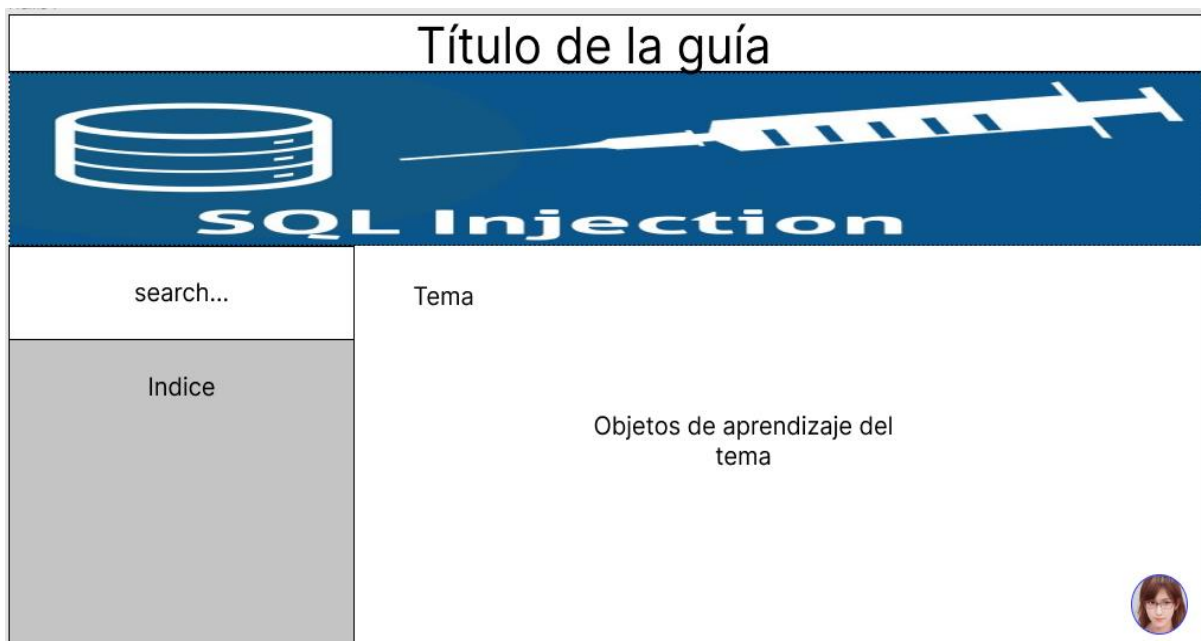 Título de la guía
SQL Injection
search...
Tema
Indice
Objetos de aprendizaje del
tema